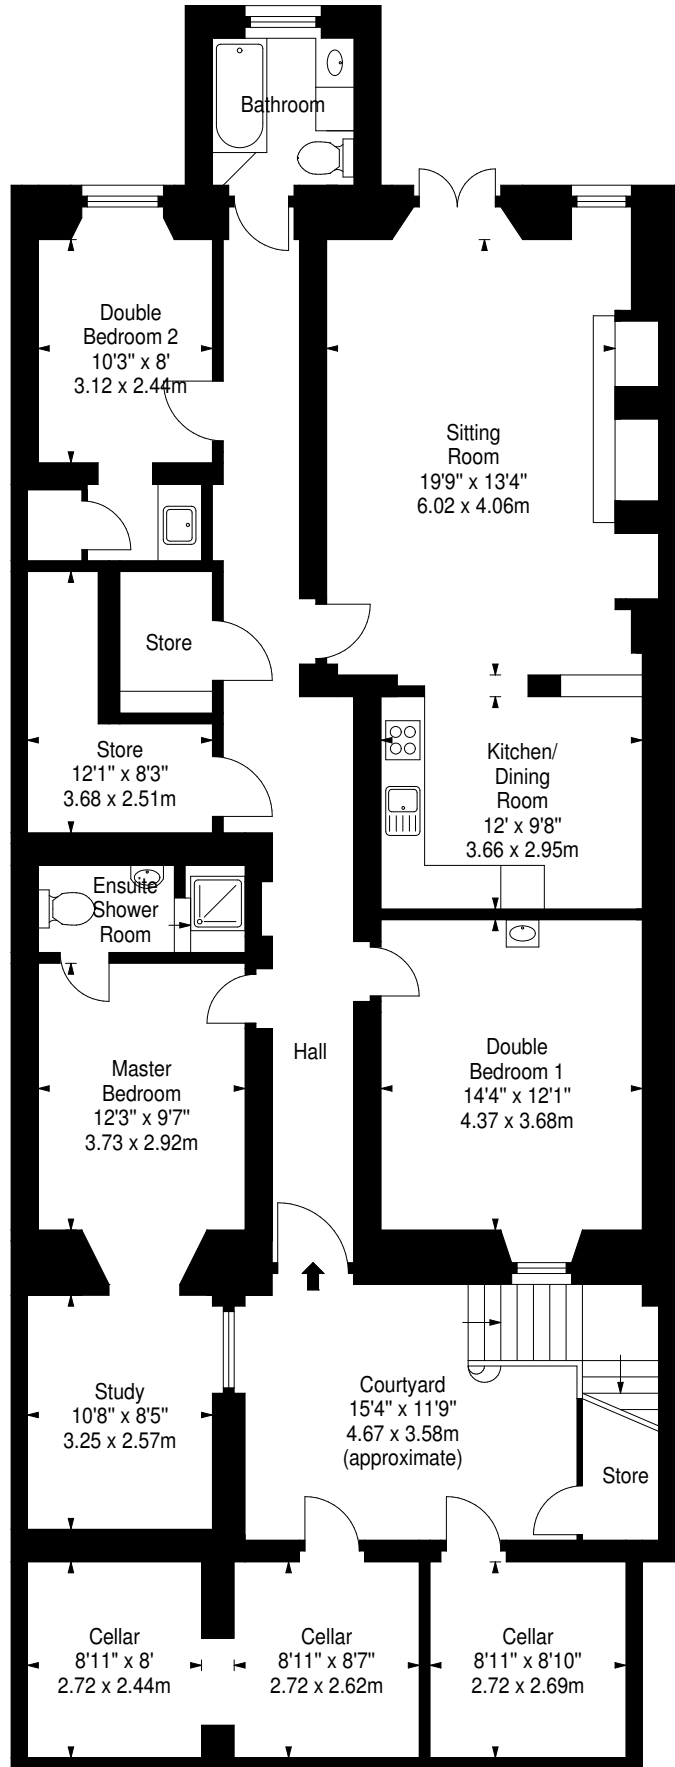 Bathroom
Double
Bedroom 2
10'3" x 8'
3.12 x 2.44m
Sitting
Room
19'9" x 13'4"
6.02 x 4.06m
Store
Store
12'1" x 8'3"
3.68 x 2.51m
Kitchen/
Dining
Room
12' x 9'8"
3.66 x 2.95m
Ensuite
Shower
Room
Hall
Master
Bedroom
12'3" x 9'7"
3.73 x 2.92m
Double
Bedroom 1
14'4" x 12'1"
4.37 x 3.68m
Study
10'8" x 8'5"
3.25 x 2.57m
Courtyard
15'4" x 11'9"
4.67 x 3.58m
(approximate)
Store
Cellar
8'11" x 8'
2.72 x 2.44m
Cellar
8'11" x 8'7"
2.72 x 2.62m
Cellar
8'11" x 8'10"
2.72 x 2.69m